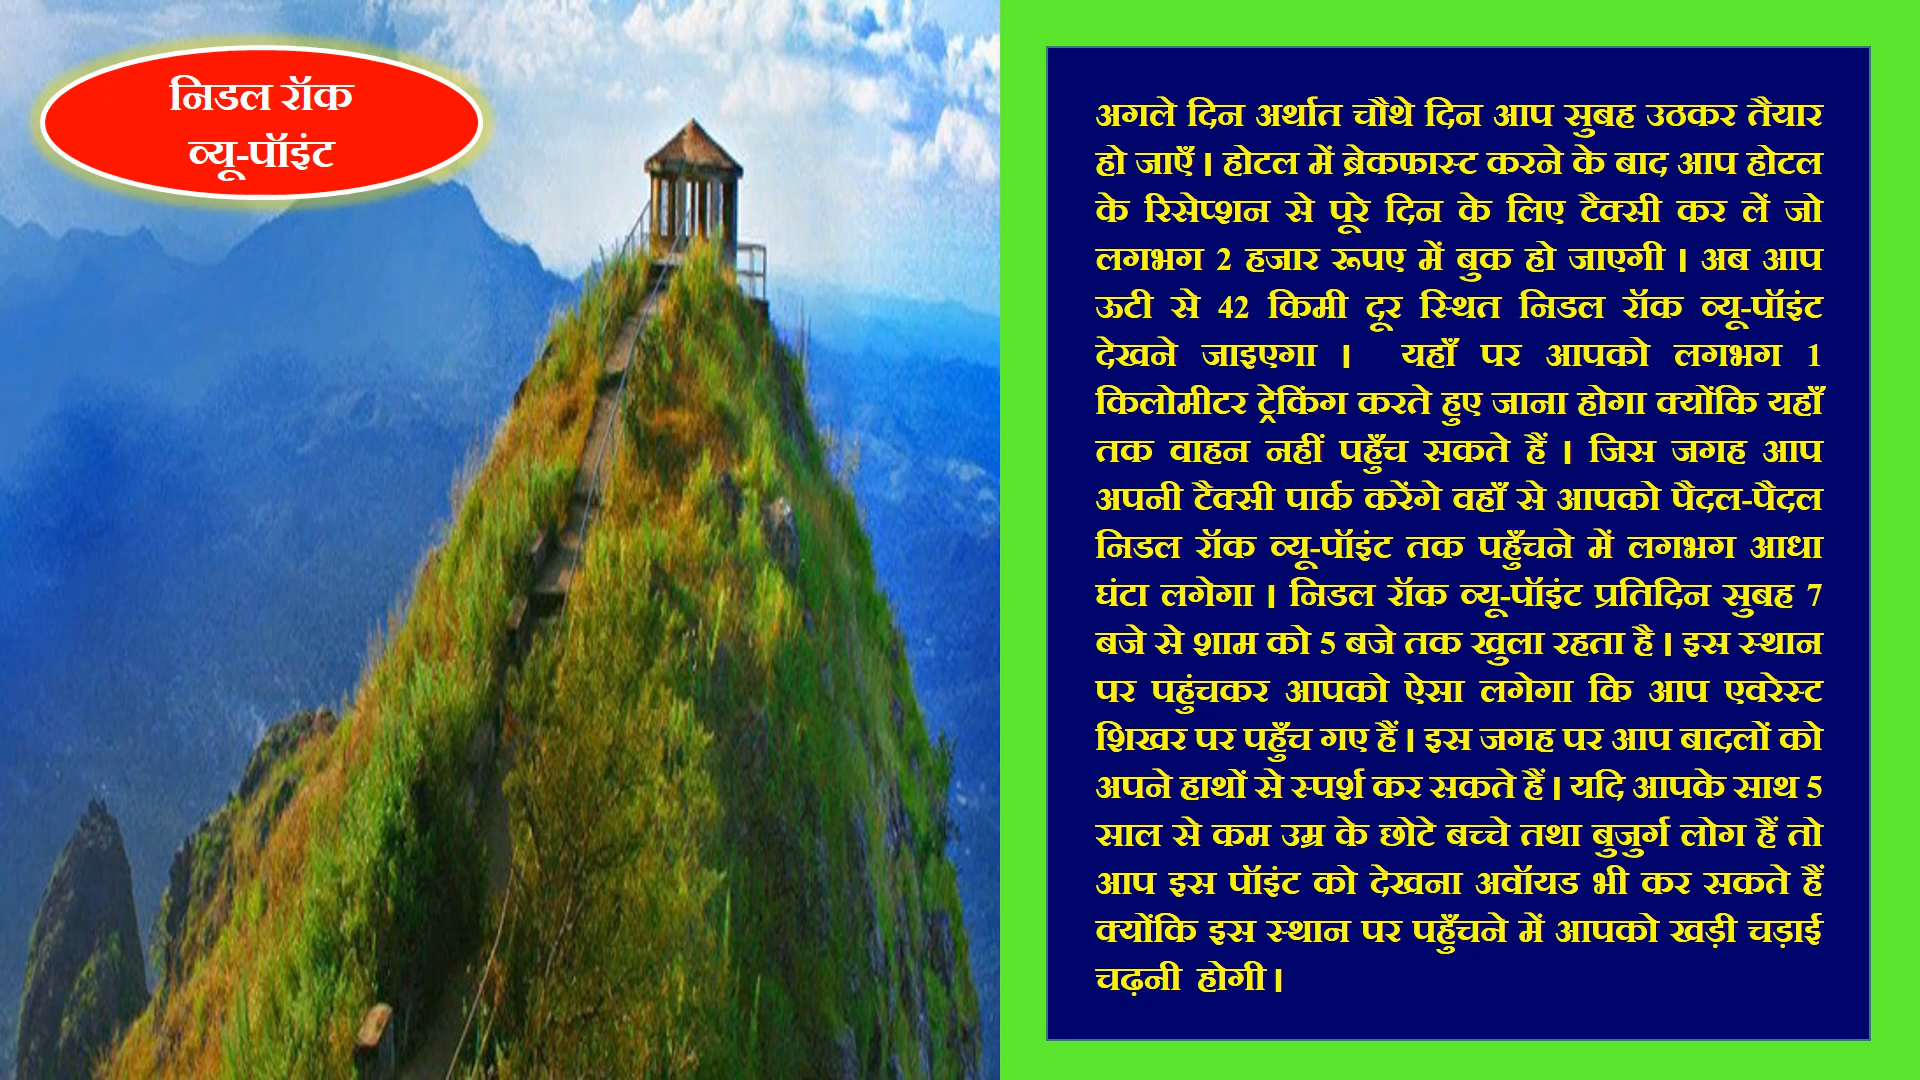 निडल रॉक
व्यू-पॉइंट
अगले दिन अर्थात चौथे दिन आप सुबह उठकर तैयार
हो जाएँ । होटल में ब्रेकफास्ट करने के बाद आप होटल
के रिसेप्शन से पूरे दिन के लिए टैक्सी कर लें जो
लगभग 2 हजार रूपए में बुक हो जाएगी । अब आप
ऊटी से 42 किमी दूर स्थित निडल रॉक व्यू-पॉइंट
देखने जाइएगा । यहाँ पर आपको लगभग 1
किलोमीटर ट्रेकिंग करते हुए जाना होगा क्योंकि यहाँ
तक वाहन नहीं पहुँच सकते हैं । जिस जगह आप
अपनी टैक्सी पार्क करेंगे वहाँ से आपको पैदल-पैदल
निडल रॉक व्यू-पॉइंट तक पहुँचने में लगभग आधा
घंटा लगेगा । निडल रॉक व्यू-पॉइंट प्रतिदिन सुबह 7
बजे से शाम को 5 बजे तक खुला रहता है । इस स्थान
पर पहुंचकर आपको ऐसा लगेगा कि आप एवरेस्ट
शिखर पर पहुँच गए हैं । इस जगह पर आप बादलों को
अपने हाथों से स्पर्श कर सकते हैं । यदि आपके साथ 5
साल से कम उम्र के छोटे बच्चे तथा बुजुर्ग लोग हैं तो
आप इस पॉइंट को देखना अवॉयड भी कर सकते हैं
क्योंकि इस स्थान पर पहुँचने में आपको खड़ी चड़ाई
चढ़नी होगी ।